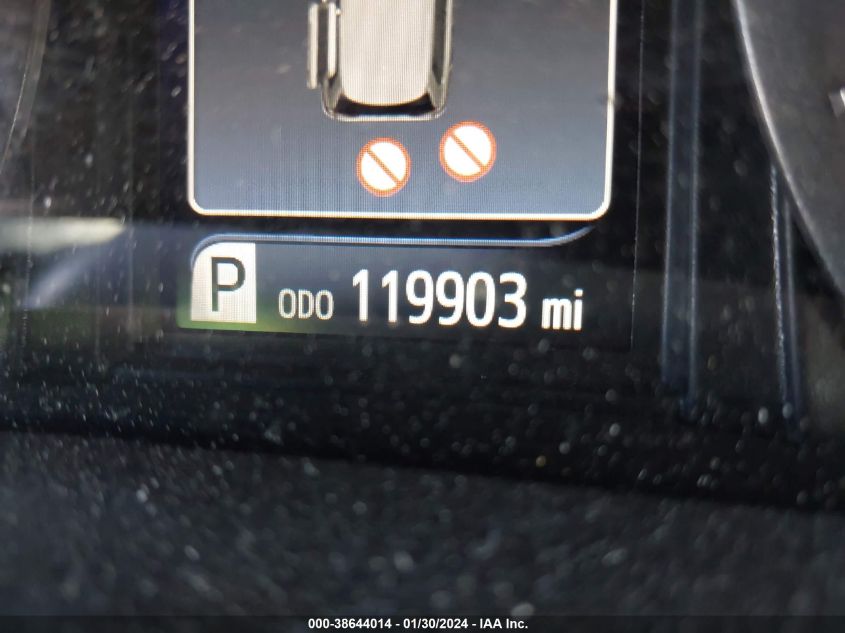 P ODO 119903 mi
000-38644014 - 01/30/2024 - IAA Inc.